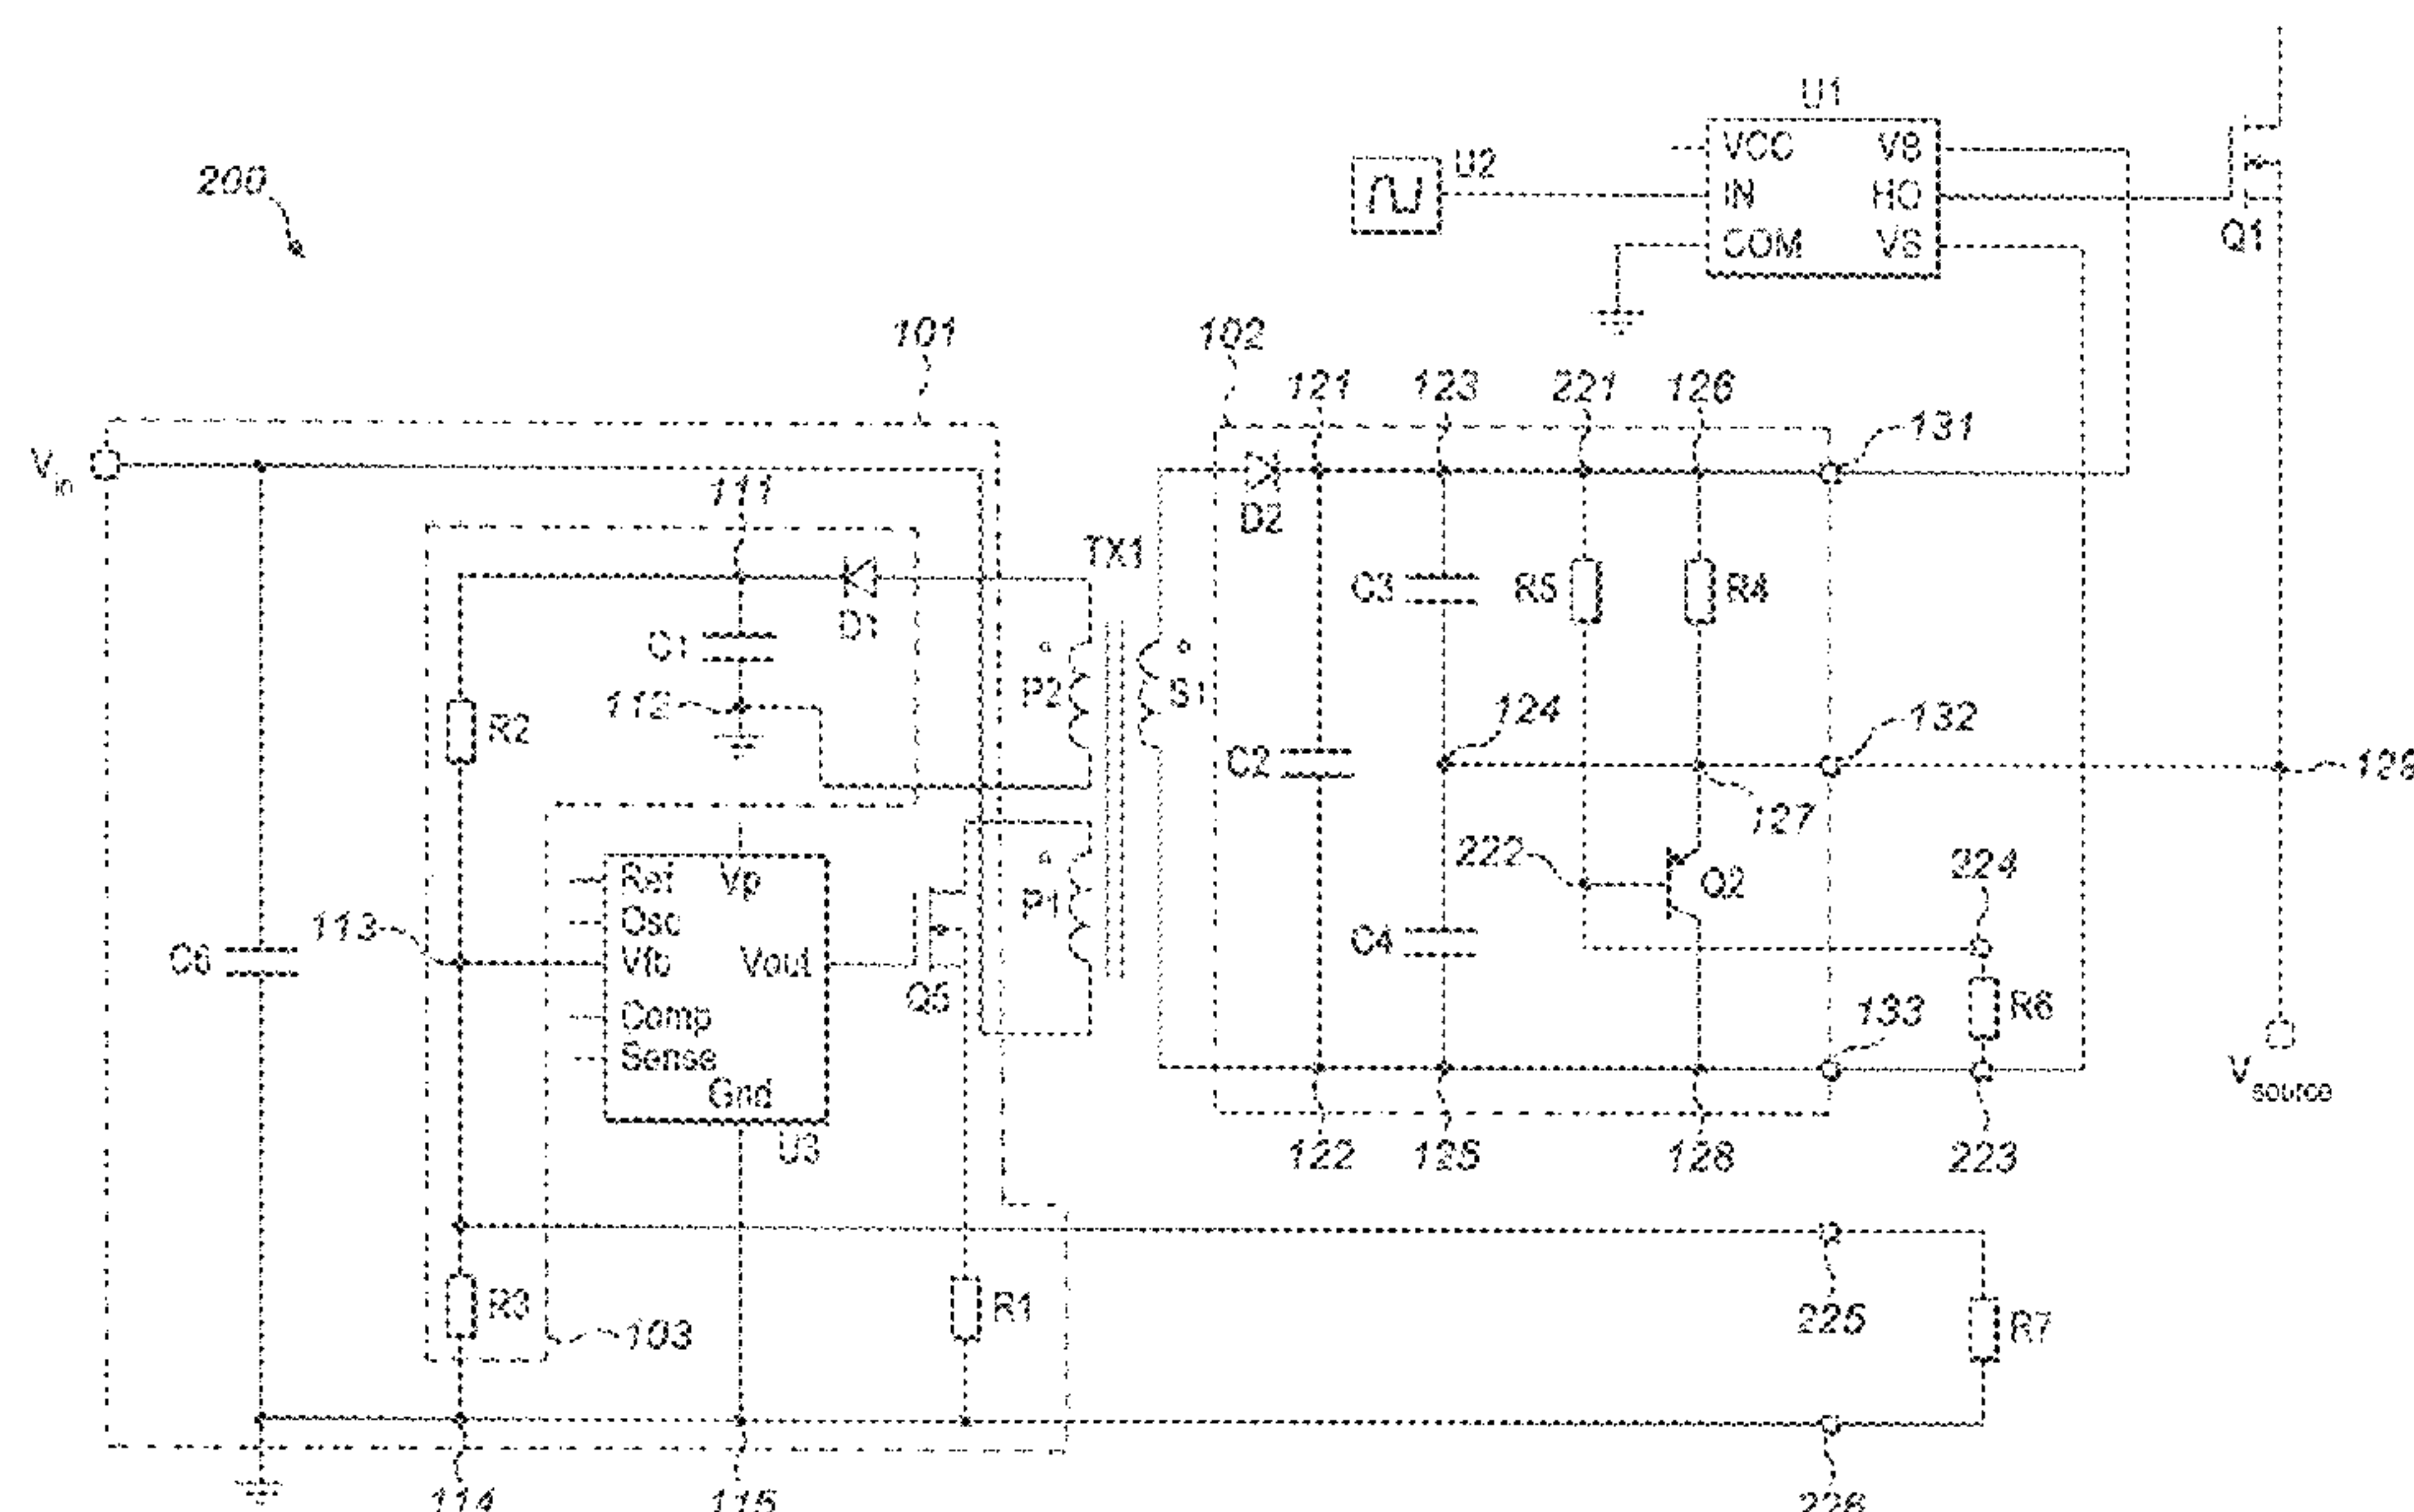 200
U1
VCC VB
IN HO
COM VS
U2
Q1
101
102
121 123 221 126
131
Vin
111
TX1
D2
D1
C1
C3 R5 R4
P2 S1
112
R2
124
132
C2
127
222
224
Q2
113
C6
Ref Vp
Osc
Vfb Vout
Comp
Sense
Gnd
U3
Q5
P1
C4
R6
133
Vsource
122 125 128 223
R3
103
R1
225
R7
114 115 226